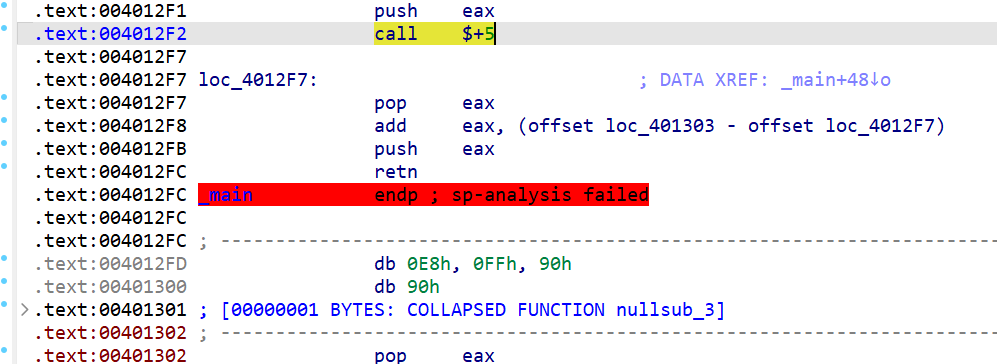 .text:004012F1 push eax
.text:004012F2 call $+5
.text:004012F7
.text:004012F7 loc_4012F7: ; DATA XREF: _main+48↓o
.text:004012F7 pop eax
.text:004012F8 add eax, (offset loc_401303 - offset loc_4012F7)
.text:004012FB push eax
.text:004012FC retn
.text:004012FC _main endp ; sp-analysis failed
.text:004012FC
.text:004012FC ; ---------------------------------------------------------------------------
.text:004012FD db 0E8h, 0FFh, 90h
.text:00401300 db 90h
.text:00401301 ; [00000001 BYTES: COLLAPSED FUNCTION nullsub_3]
.text:00401302 ; ---------------------------------------------------------------------------
.text:00401302 pop eax